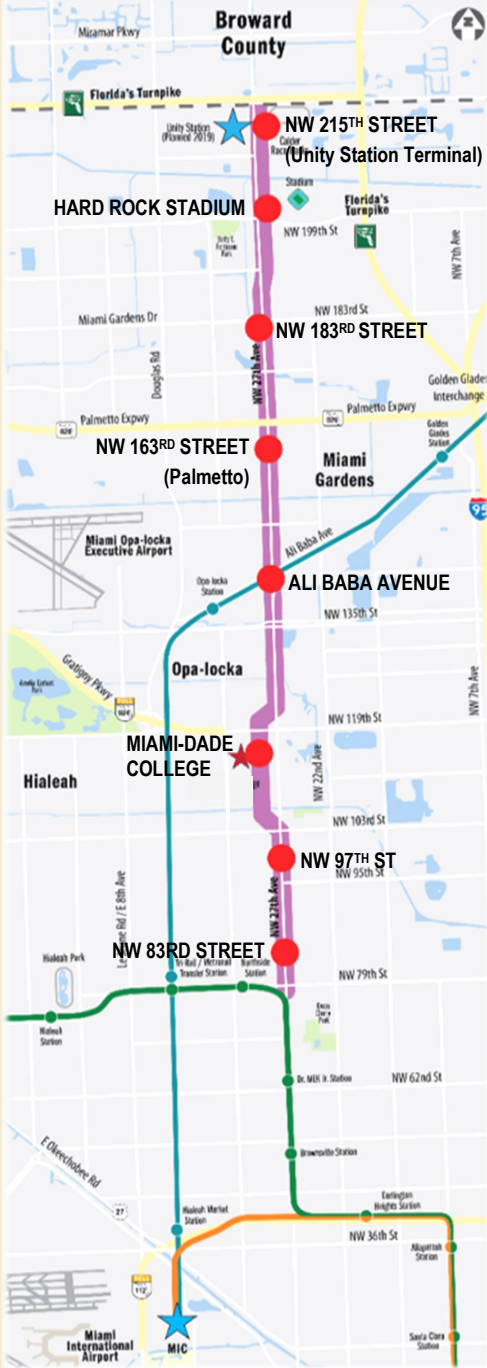 Broward
County
Miramar Pkwy
Florida's Turnpike
Unity Station
(Planned 2019)
NW 215TH STREET
(Unity Station Terminal)
Calder
Stadium
HARD ROCK STADIUM
Florida's
Turnpike
NW 199th St
NW 7th Ave
Miami Gardens Dr
NW 183rd St
NW 183RD STREET
Douglas Rd
NW 27th Ave
Golden Glades
Interchange
Palmetto Expwy
Palmetto Expwy
826
826
Golden
Glades
Station
NW 163RD STREET
(Palmetto)
Miami
Gardens
95
Miami Opa-locka
Executive Airport
Ali Baba Ave
Opa-locka
Station
ALI BABA AVENUE
NW 135th St
Opa-locka
Gratigny Pkwy
NW 7th Ave
NW 119th St
MIAMI-DADE
COLLEGE
NW 22nd Ave
Hialeah
NW 103rd St
NW 97TH ST
NW 95th St
NW 27th Ave
NW 83RD STREET
Hialeah Park
Tri-Rail / Metrorail
Transfer Station
Northside
Station
NW 79th St
Hialeah
Station
Dr. MLK Jr. Station
NW 62nd St
Brownsville Station
E Okeechobee Rd
27
Hialeah Market
Station
Earlington
Heights Station
NW 36th St
Allapattah
Station
112
Miami
International
Airport
MIC
Santa Clara
Station